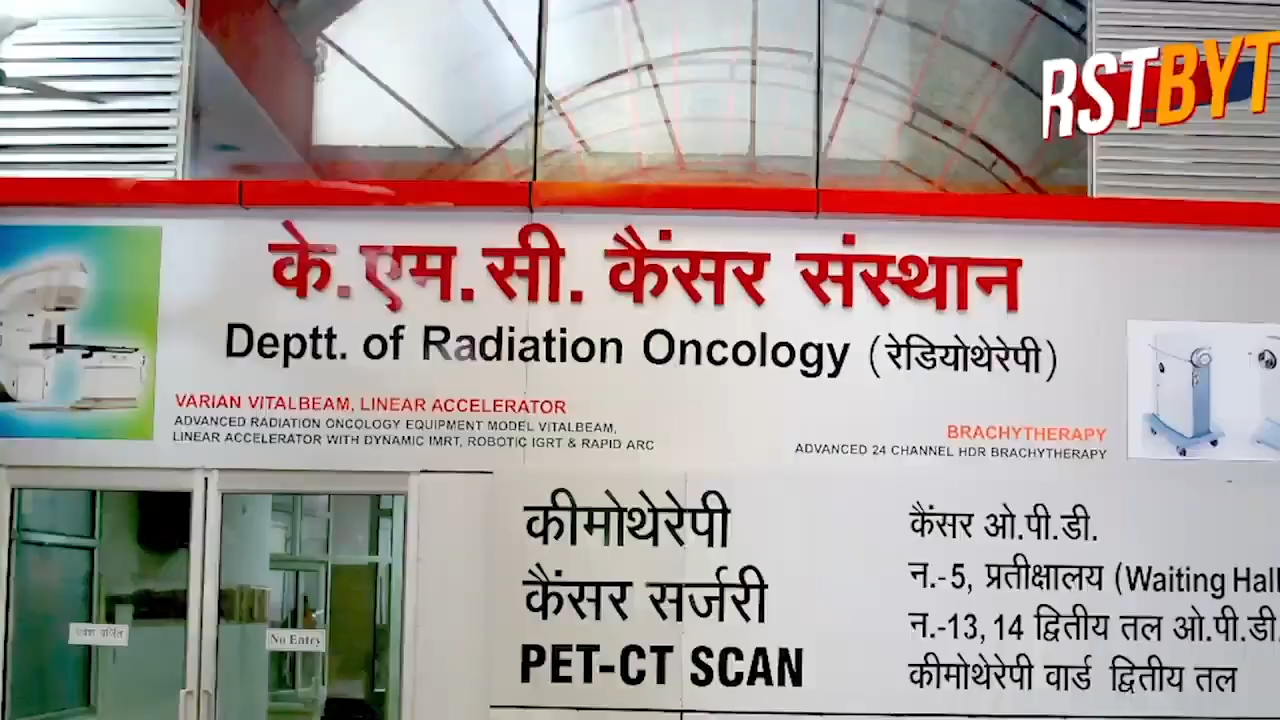 RSTBYT
के.एम.सी. कैंसर संस्थान
Deptt. of Radiation Oncology (रेडियोथेरेपी)
VARIAN VITALBEAM, LINEAR ACCELERATOR
ADVANCED RADIATION ONCOLOGY EQUIPMENT MODEL VITALBEAM,
LINEAR ACCELERATOR WITH DYNAMIC IMRT, ROBOTIC IGRT & RAPID ARC
BRACHYTHERAPY
ADVANCED 24 CHANNEL HDR BRACHYTHERAPY
कीमोथेरेपी
कैंसर सर्जरी
PET-CT SCAN
कैंसर ओ.पी.डी.
न.-5, प्रतीक्षालय (Waiting Hall
न.-13, 14 द्वितीय तल ओ.पी.डी.
कीमोथेरेपी वार्ड द्वितीय तल
प्रवेश वर्जित
No Entry